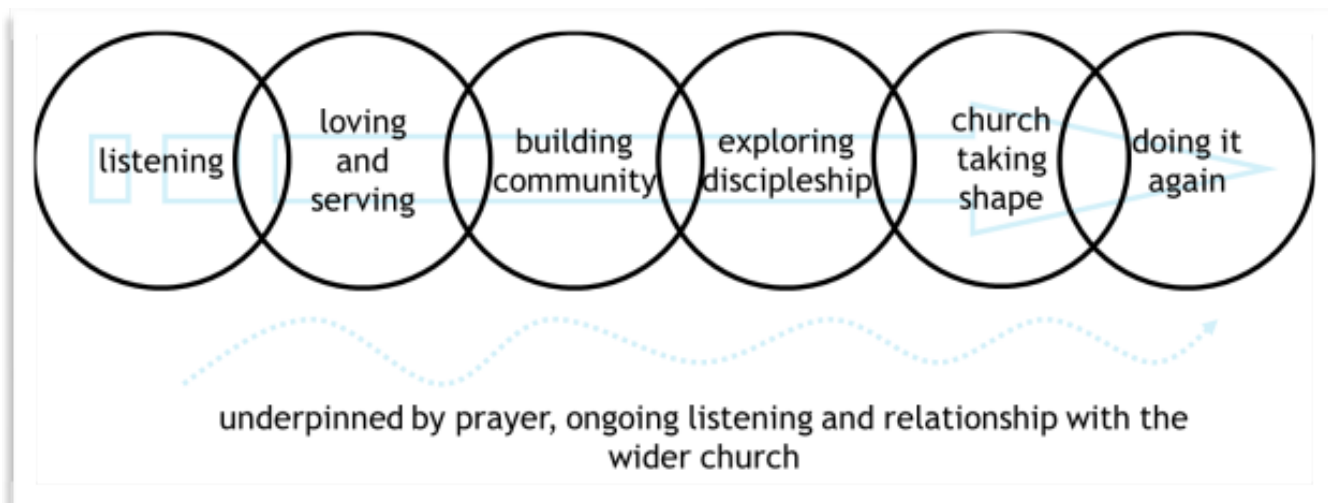 listening
loving
and
serving
building
community
exploring
discipleship
church
taking
shape
doing it
again
underpinned by prayer, ongoing listening and relationship with the
wider church